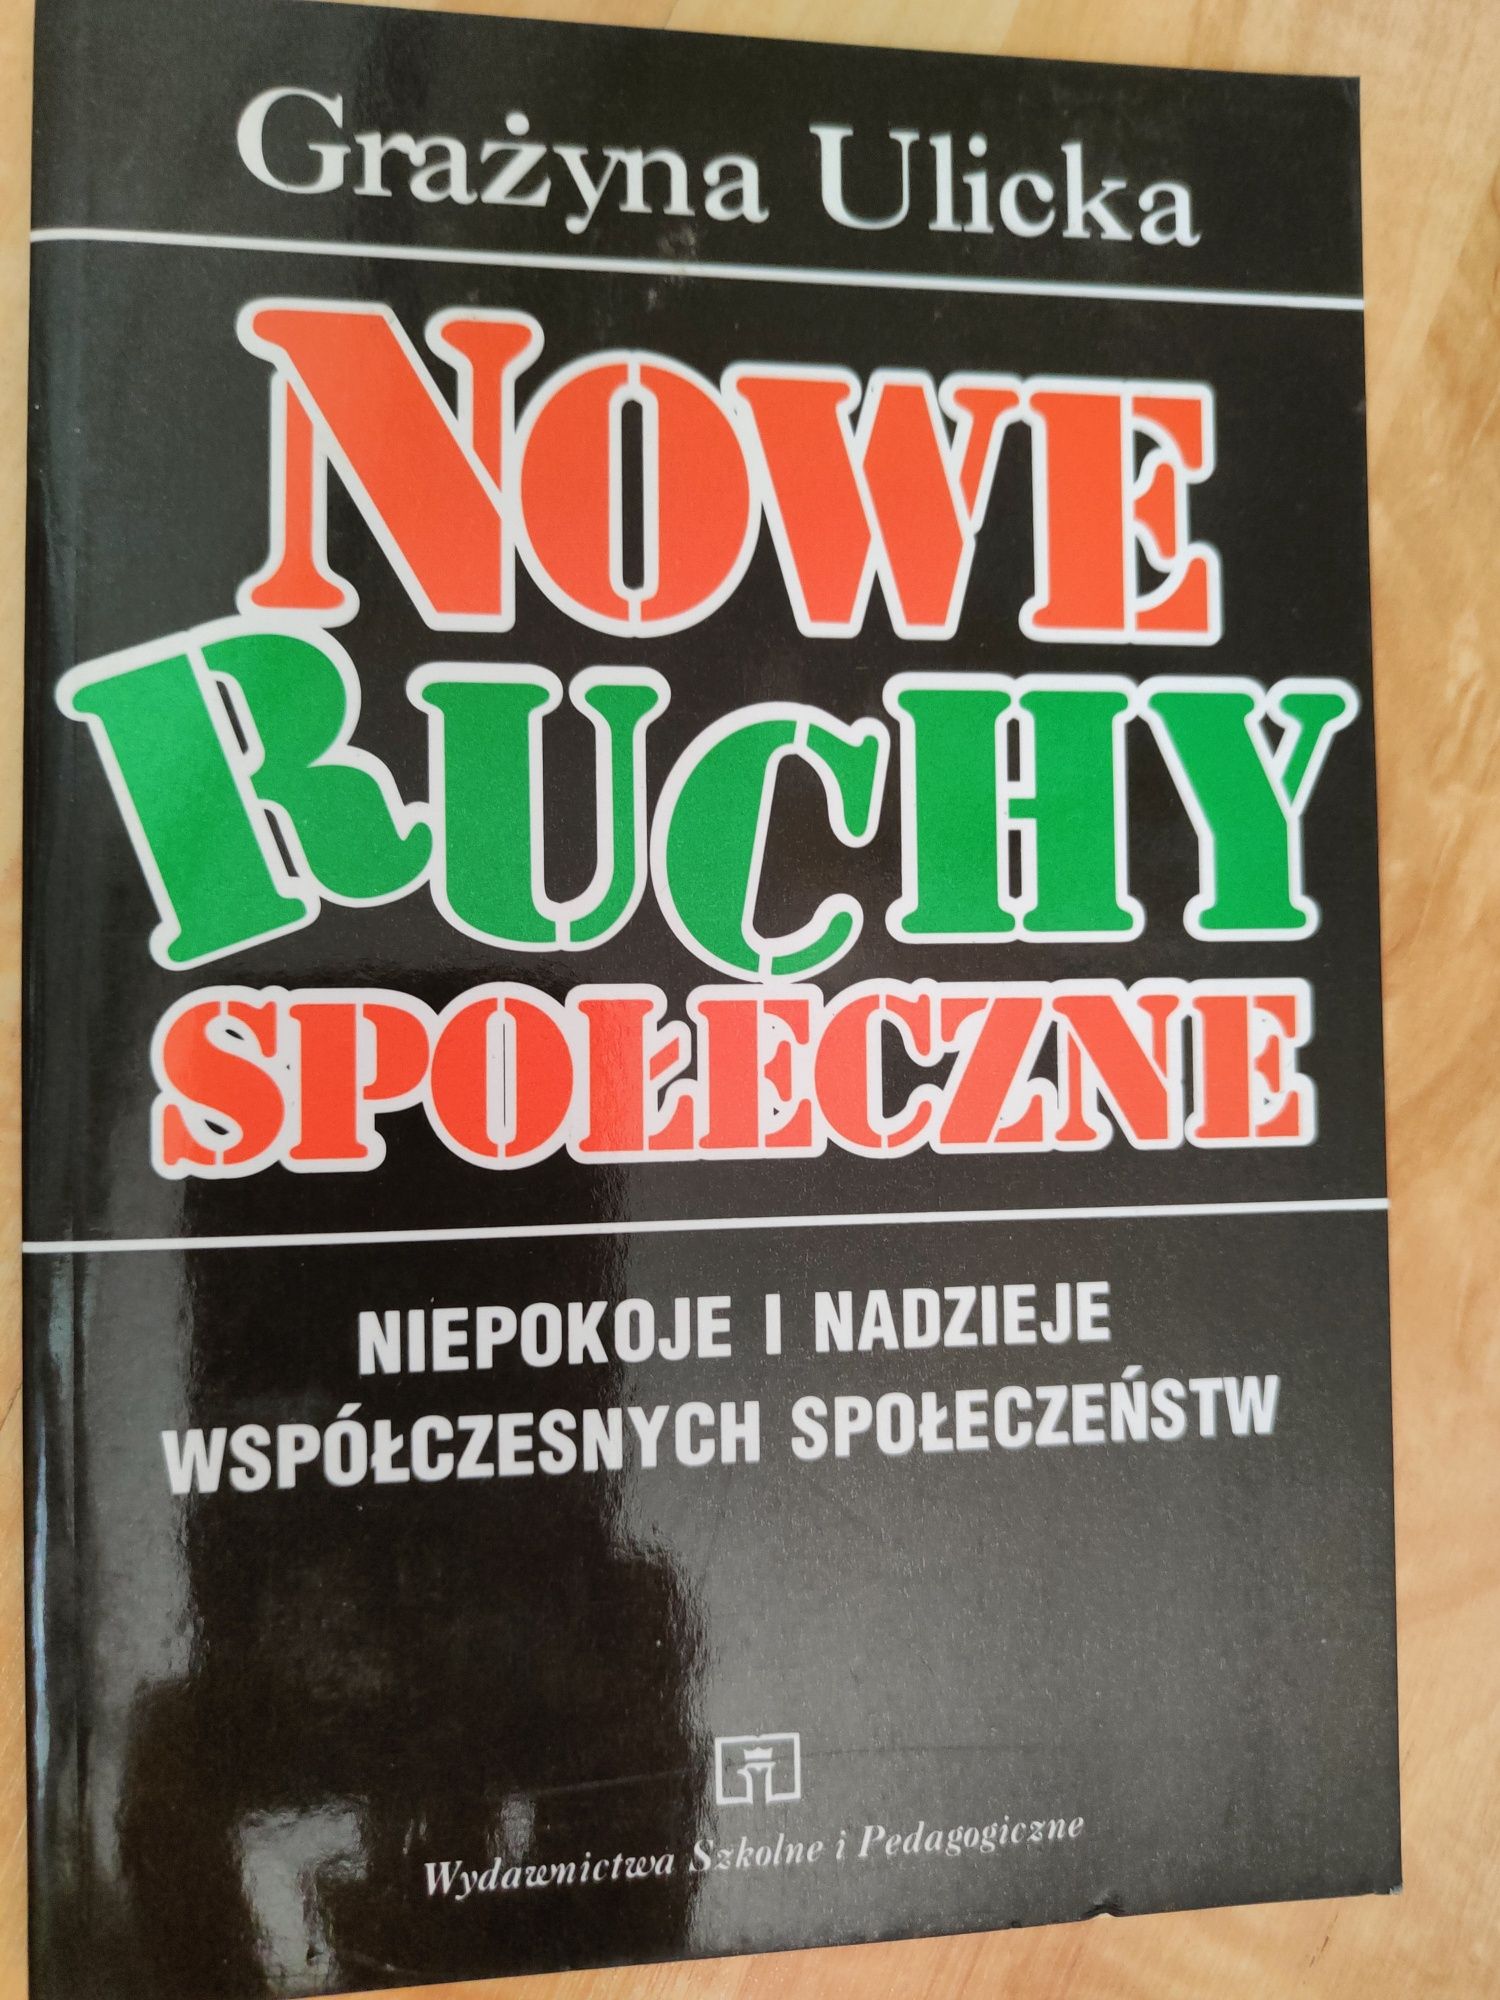 Grażyna Ulicka
NOWE
RUCHY
SPOŁECZNE
NIEPOKOJE I NADZIEJE
WSPÓŁCZESNYCH SPOŁECZEŃSTW
Wydawnictwa Szkolne i Pedagogiczne